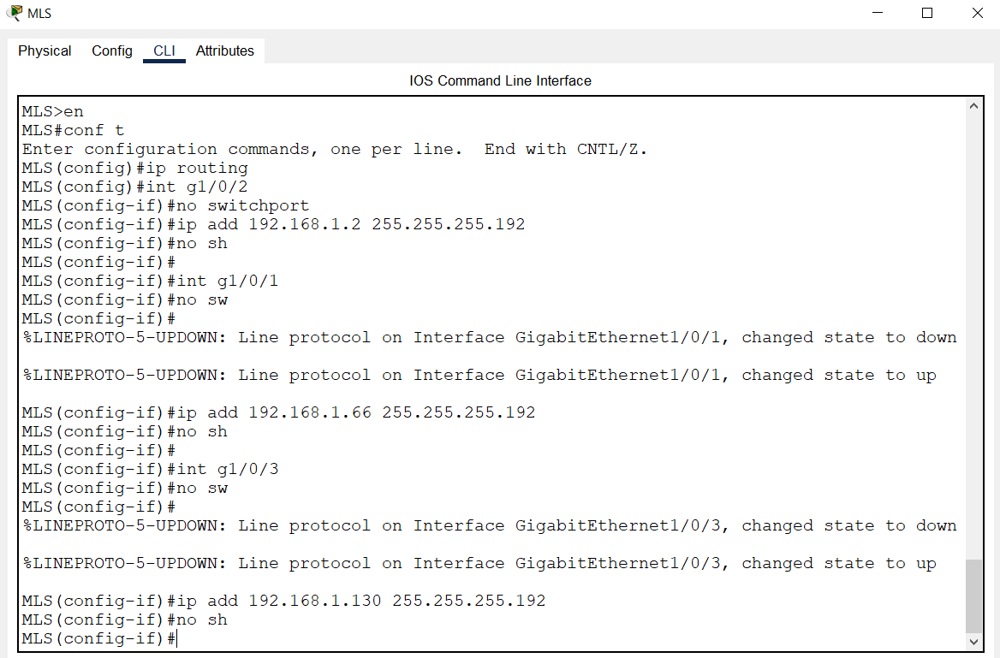 MLS
Physical Config CLI Attributes
IOS Command Line Interface
MLS>en
MLS#conf t
Enter configuration commands, one per line.  End with CNTL/Z.
MLS(config)#ip routing
MLS(config)#int g1/0/2
MLS(config-if)#no switchport
MLS(config-if)#ip add 192.168.1.2 255.255.255.192
MLS(config-if)#no sh
MLS(config-if)#
MLS(config-if)#int g1/0/1
MLS(config-if)#no sw
MLS(config-if)#
%LINEPROTO-5-UPDOWN: Line protocol on Interface GigabitEthernet1/0/1, changed state to down
%LINEPROTO-5-UPDOWN: Line protocol on Interface GigabitEthernet1/0/1, changed state to up
MLS(config-if)#ip add 192.168.1.66 255.255.255.192
MLS(config-if)#no sh
MLS(config-if)#
MLS(config-if)#int g1/0/3
MLS(config-if)#no sw
MLS(config-if)#
%LINEPROTO-5-UPDOWN: Line protocol on Interface GigabitEthernet1/0/3, changed state to down
%LINEPROTO-5-UPDOWN: Line protocol on Interface GigabitEthernet1/0/3, changed state to up
MLS(config-if)#ip add 192.168.1.130 255.255.255.192
MLS(config-if)#no sh
MLS(config-if)#